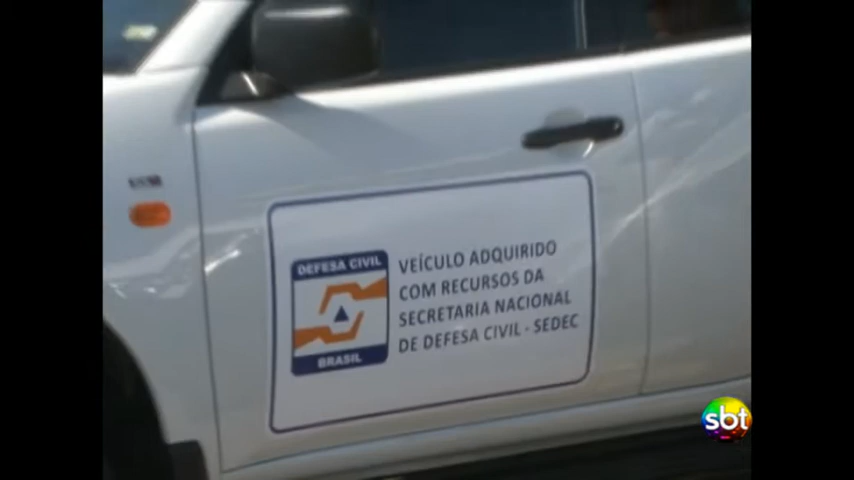 DEFESA CIVIL
BRASIL
VEÍCULO ADQUIRIDO
COM RECURSOS DA
SECRETARIA NACIONAL
DE DEFESA CIVIL - SEDEC
sbt